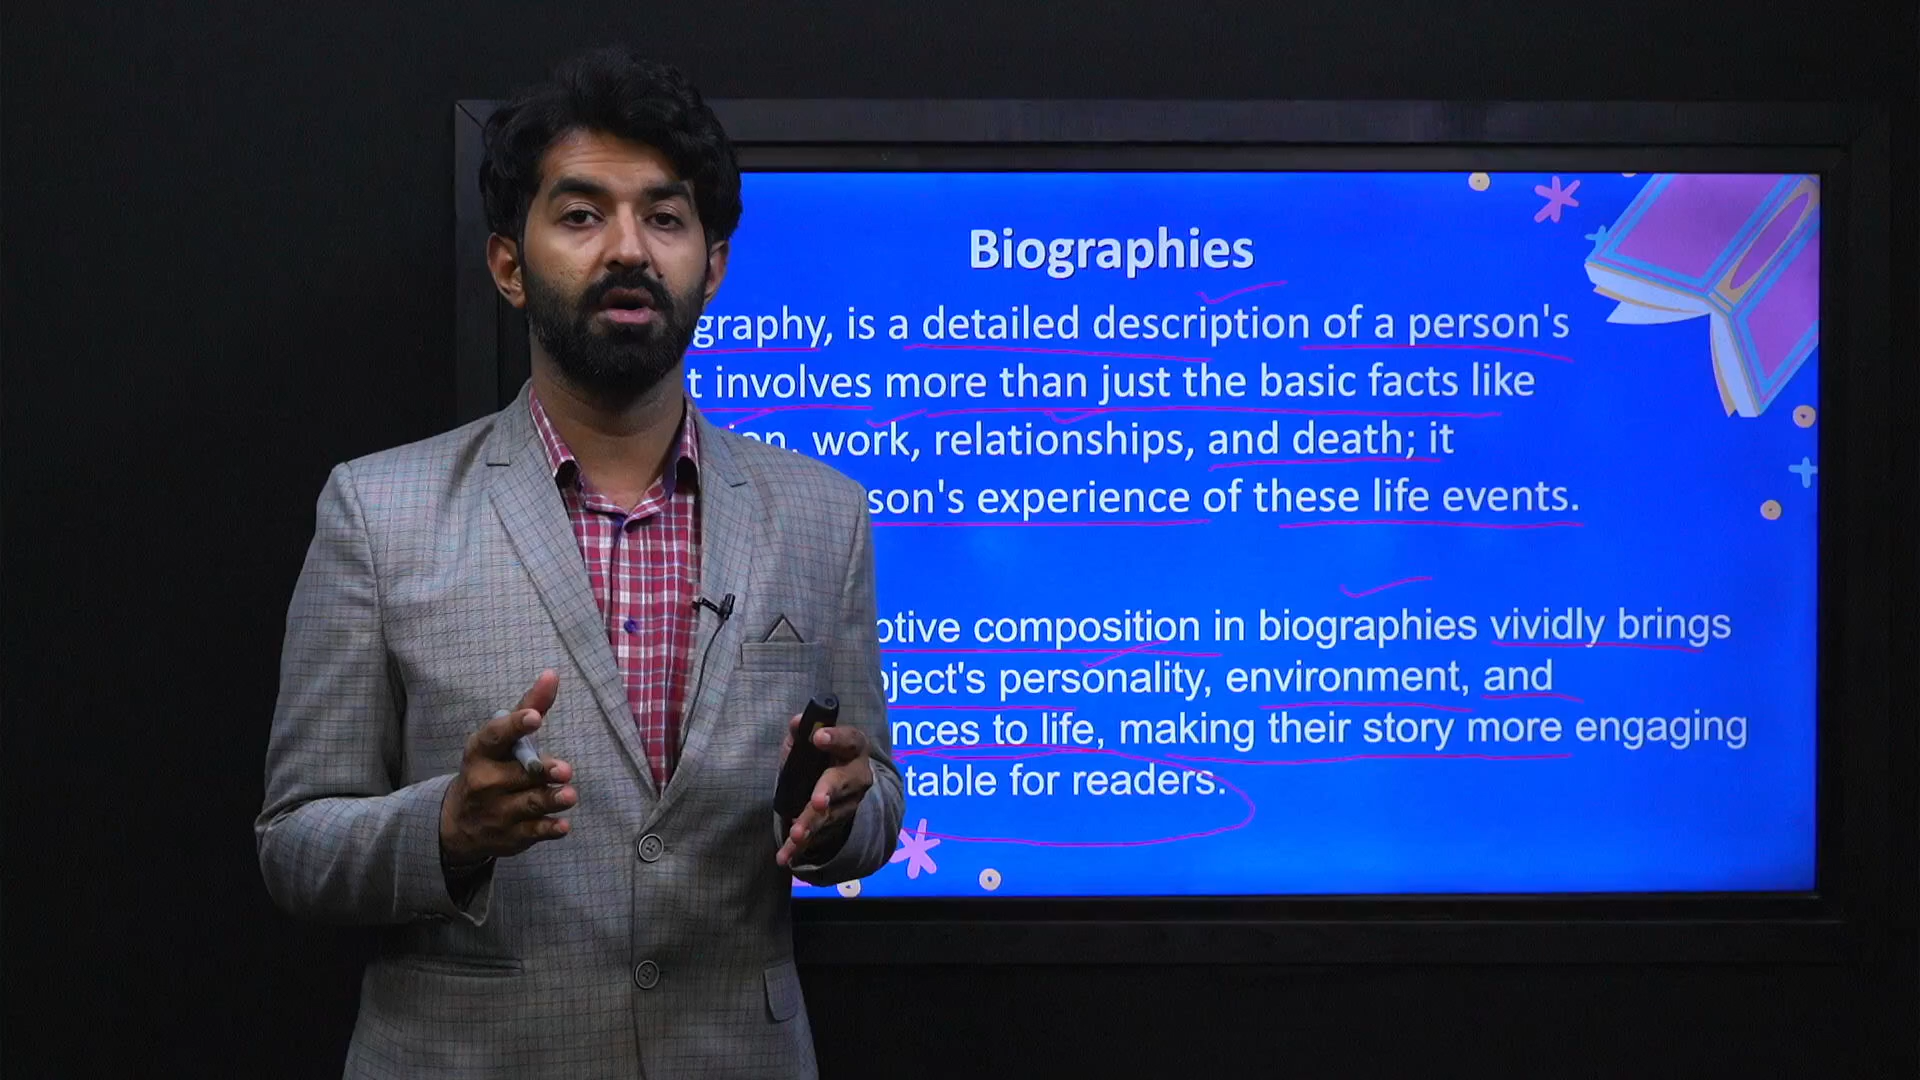 Biographies
graphy, is a detailed description of a person's
t involves more than just the basic facts like
work, relationships, and death; it
son's experience of these life events.
ptive composition in biographies vividly brings
ject's personality, environment, and
nces to life, making their story more engaging
table for readers.